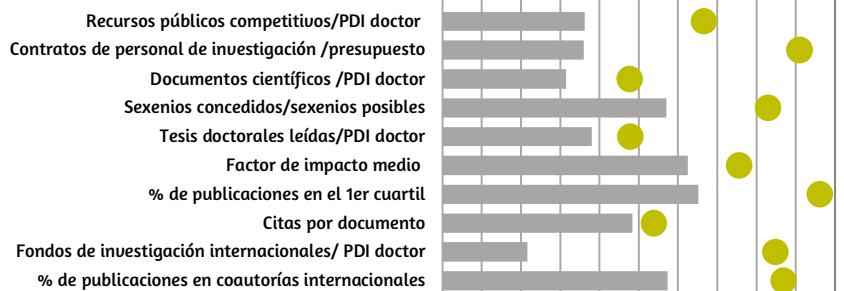 Recursos públicos competitivos/PDI doctor
Contratos de personal de investigación /presupuesto
Documentos científicos /PDI doctor
Sexenios concedidos/sexenios posibles
Tesis doctorales leídas/PDI doctor
Factor de impacto medio
% de publicaciones en el 1er cuartil
Citas por documento
Fondos de investigación internacionales/ PDI doctor
% de publicaciones en coautorías internacionales